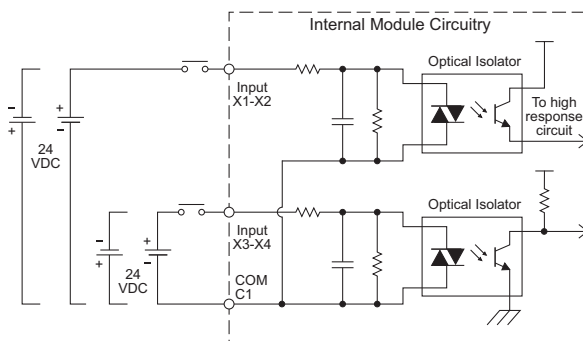 Internal Module Circuitry
Optical Isolator
Input
X1-X2
To high
response
circuit
- +
+ -
24
VDC
Optical Isolator
Input
X3-X4
- +
+ -
24
VDC
COM
C1